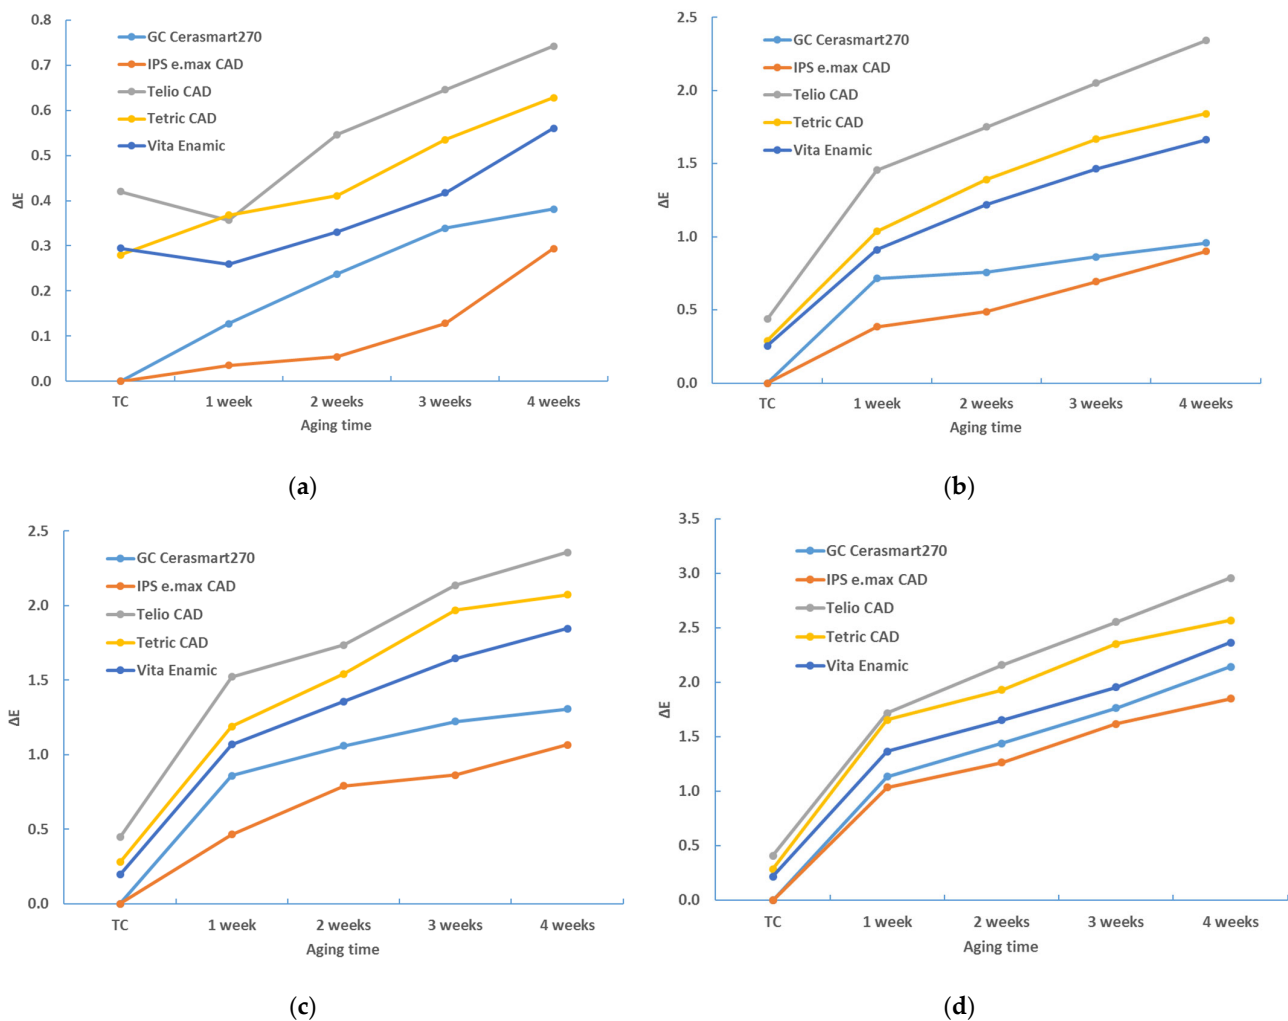 0.8
0.7
0.6
0.5
0.4
0.3
0.2
0.1
0.0
ΔE
GC Cerasmart270
IPS e.max CAD
Telio CAD
Tetric CAD
Vita Enamic
TC 1 week 2 weeks 3 weeks 4 weeks
Aging time
(a)
2.5
2.0
1.5
1.0
0.5
0.0
ΔE
GC Cerasmart270
IPS e.max CAD
Telio CAD
Tetric CAD
Vita Enamic
TC 1 week 2 weeks 3 weeks 4 weeks
Aging time
(b)
2.5
2.0
1.5
1.0
0.5
0.0
ΔE
GC Cerasmart270
IPS e.max CAD
Telio CAD
Tetric CAD
Vita Enamic
TC 1 week 2 weeks 3 weeks 4 weeks
Aging time
(c)
3.5
3.0
2.5
2.0
1.5
1.0
0.5
0.0
ΔE
GC Cerasmart270
IPS e.max CAD
Telio CAD
Tetric CAD
Vita Enamic
TC 1 week 2 weeks 3 weeks 4 weeks
Aging time
(d)